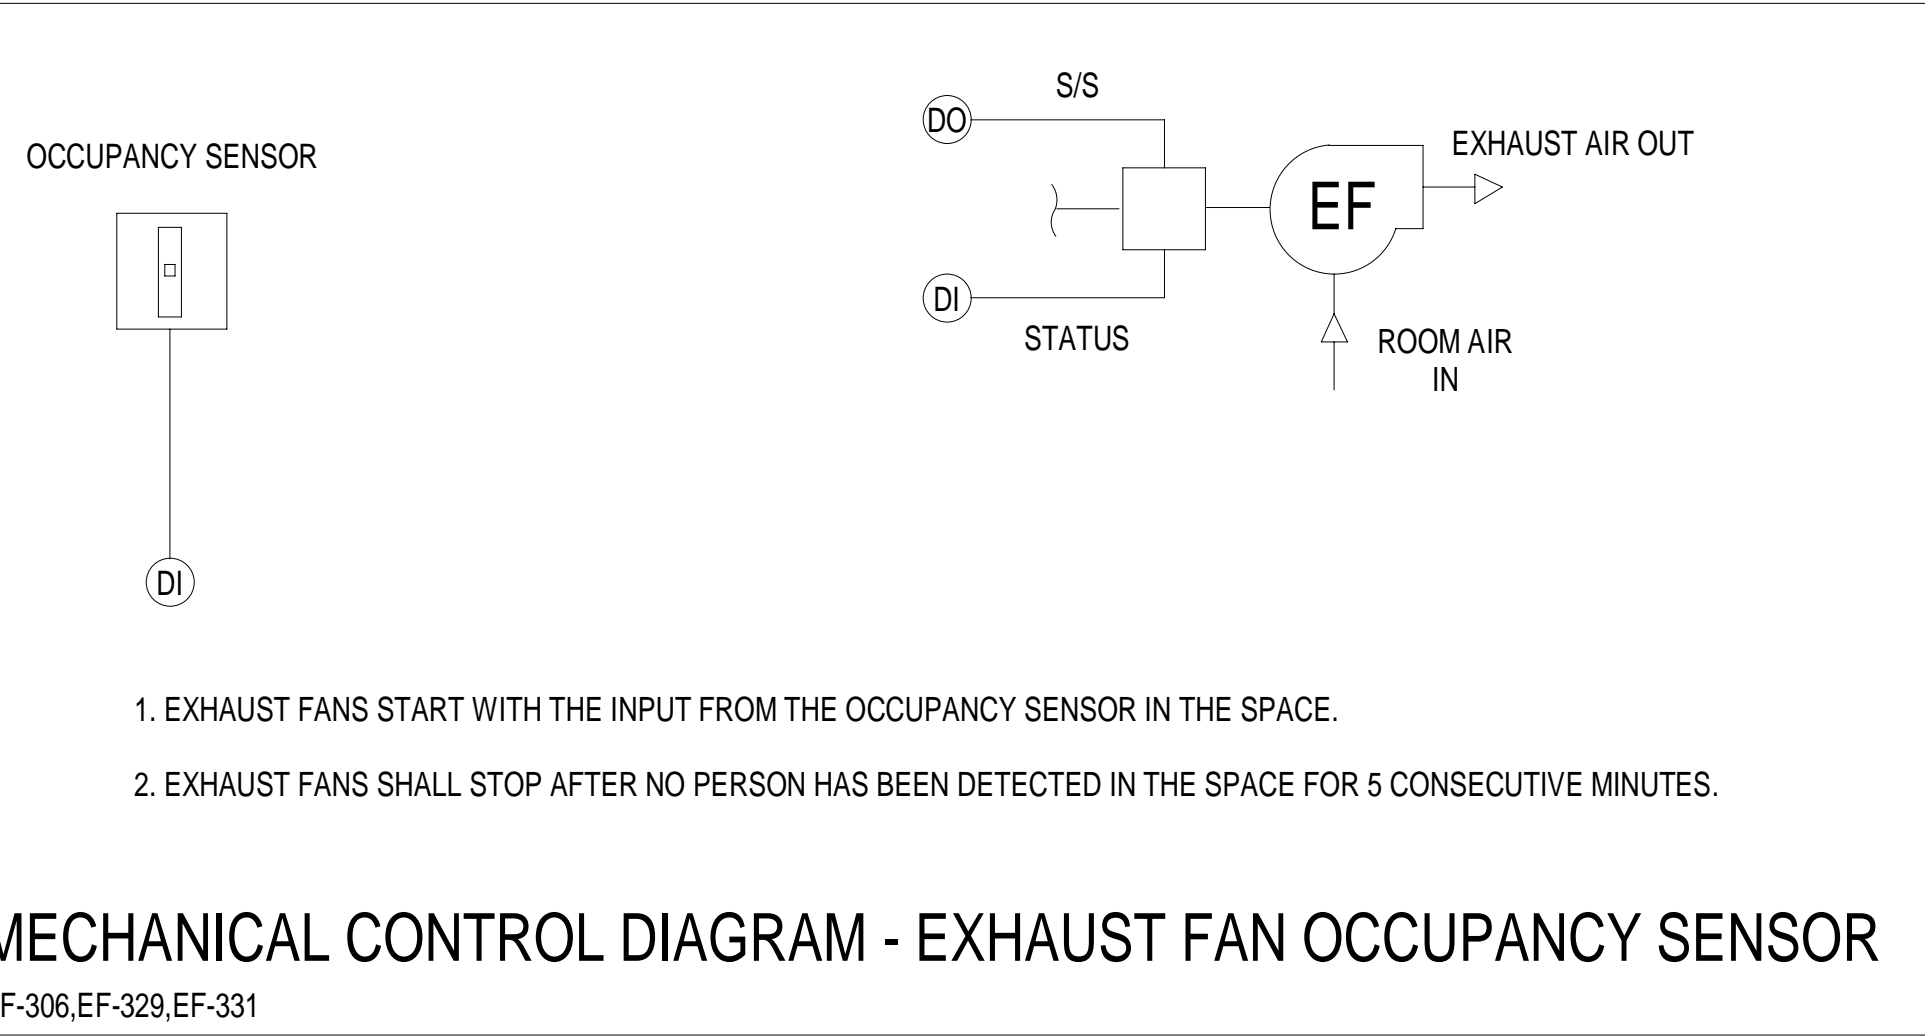 S/S
DO
EXHAUST AIR OUT
OCCUPANCY SENSOR
EF
DI
STATUS
ROOM AIR
IN
DI
1. EXHAUST FANS START WITH THE INPUT FROM THE OCCUPANCY SENSOR IN THE SPACE.
2. EXHAUST FANS SHALL STOP AFTER NO PERSON HAS BEEN DETECTED IN THE SPACE FOR 5 CONSECUTIVE MINUTES.
MECHANICAL CONTROL DIAGRAM - EXHAUST FAN OCCUPANCY SENSOR
F-306,EF-329,EF-331